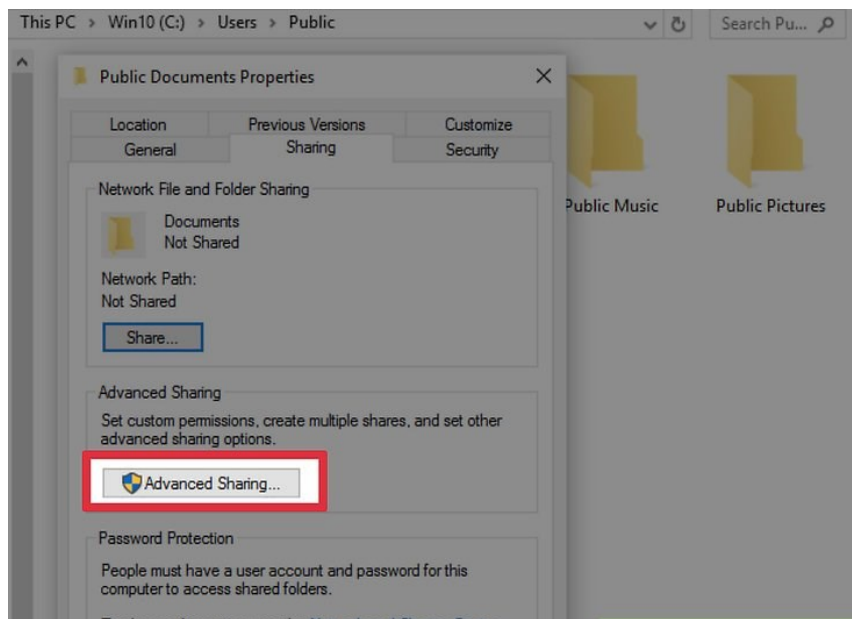 This PC > Win10 (C:) > Users > Public
Search Pu...
Public Documents Properties
Location Previous Versions Customize
General Sharing Security
Network File and Folder Sharing
Documents
Not Shared
Network Path:
Not Shared
Share...
Advanced Sharing
Set custom permissions, create multiple shares, and set other
advanced sharing options.
Advanced Sharing...
Password Protection
People must have a user account and password for this
computer to access shared folders.
Public Music
Public Pictures